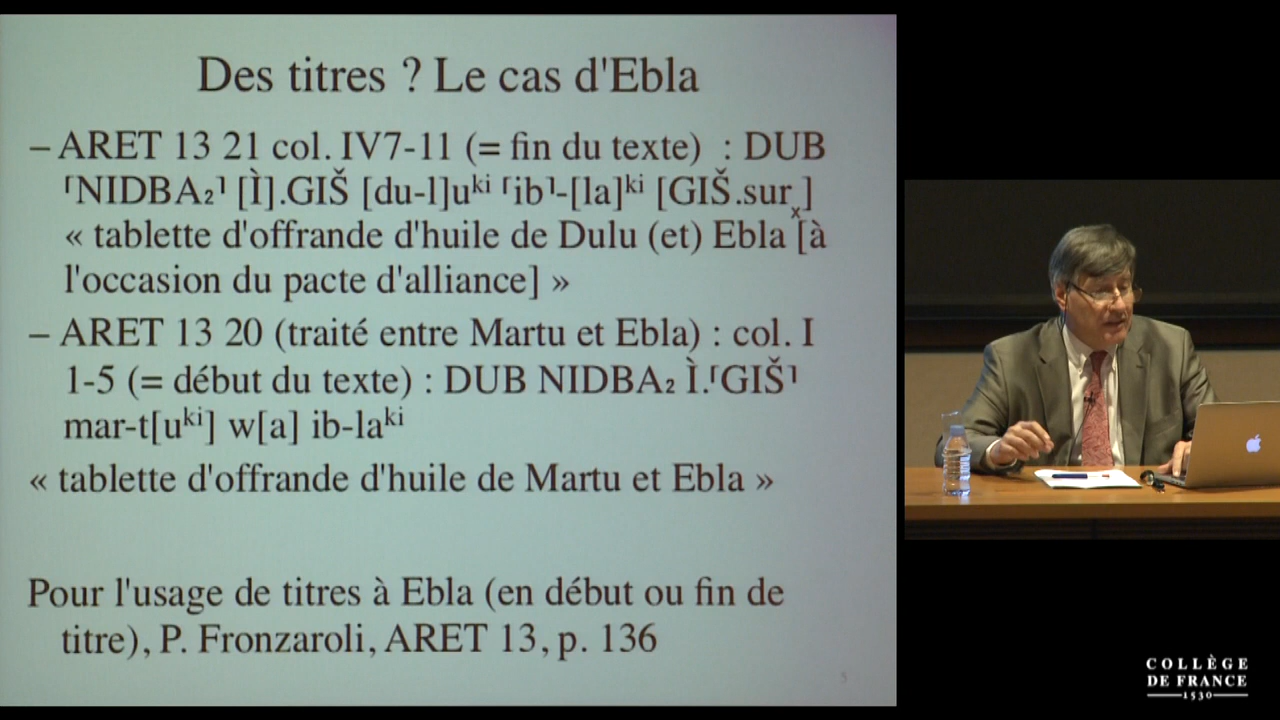 Des titres ? Le cas d'Ebla
– ARET 13 21 col. IV7-11 (= fin du texte) : DUB
⸢NIDBA₂⸣ [Ì].GIŠ [du-l]uᵏⁱ ⸢ib⸣-[la]ᵏⁱ [GIŠ.surₓ]
« tablette d'offrande d'huile de Dulu (et) Ebla [à
l'occasion du pacte d'alliance] »
– ARET 13 20 (traité entre Martu et Ebla) : col. I
1-5 (= début du texte) : DUB NIDBA₂ Ì.⸢GIŠ⸣
mar-t[uᵏⁱ] w[a] ib-laᵏⁱ
« tablette d'offrande d'huile de Martu et Ebla »
Pour l'usage de titres à Ebla (en début ou fin de
titre), P. Fronzaroli, ARET 13, p. 136
5
COLLÈGE
DE FRANCE
1530